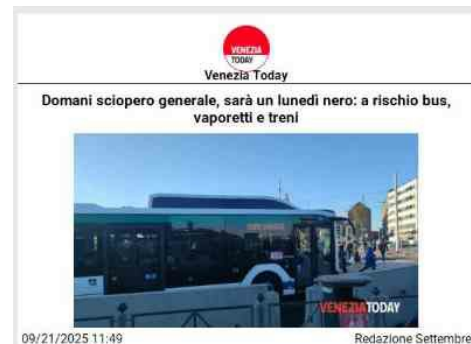 VENEZIA
TODAY
Venezia Today
Domani sciopero generale, sarà un lunedì nero: a rischio bus,
vaporetti e treni
VENEZIATODAY
09/21/2025 11:49
Redazione Settembre